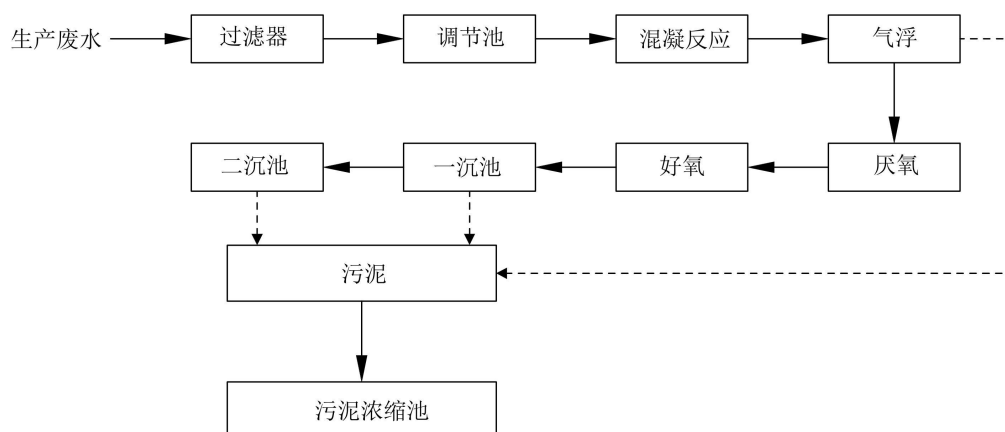 生产废水
过滤器
调节池
混凝反应
气浮
二沉池
一沉池
好氧
厌氧
污泥
污泥浓缩池